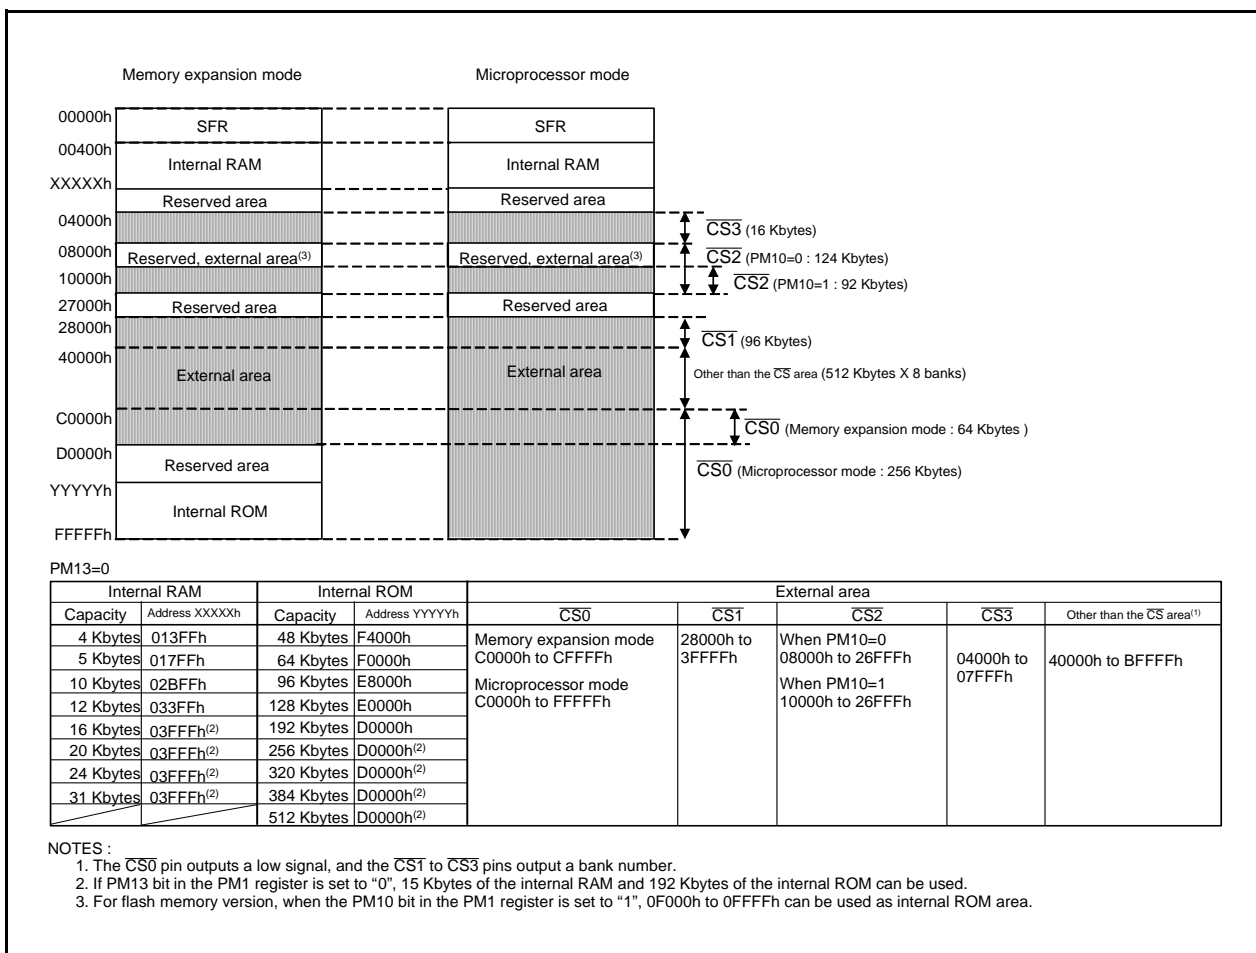 Memory expansion mode Microprocessor mode
00000h
SFR SFR
00400h
Internal RAM Internal RAM
XXXXXh
Reserved area Reserved area
04000h
CS3 (16 Kbytes)
08000h
Reserved, external area(3) Reserved, external area(3) CS2 (PM10=0 : 124 Kbytes)
10000h
CS2 (PM10=1 : 92 Kbytes)
27000h
Reserved area Reserved area
28000h
CS1 (96 Kbytes)
40000h
External area External area Other than the CS area (512 Kbytes X 8 banks)
C0000h
CS0 (Memory expansion mode : 64 Kbytes )
D0000h
Reserved area CS0 (Microprocessor mode : 256 Kbytes)
YYYYYh
Internal ROM
FFFFFh
PM13=0
Internal RAM Internal ROM External area
Capacity Address XXXXXh Capacity Address YYYYYh CS0 CS1 CS2 CS3 Other than the CS area(1)
4 Kbytes 013FFh 48 Kbytes F4000h Memory expansion mode 28000h to When PM10=0
5 Kbytes 017FFh 64 Kbytes F0000h C0000h to CFFFFh 3FFFFh 08000h to 26FFFh 04000h to 40000h to BFFFFh
10 Kbytes 02BFFh 96 Kbytes E8000h Microprocessor mode When PM10=1 07FFFh
12 Kbytes 033FFh 128 Kbytes E0000h C0000h to FFFFFh 10000h to 26FFFh
16 Kbytes 03FFFh(2) 192 Kbytes D0000h
20 Kbytes 03FFFh(2) 256 Kbytes D0000h(2)
24 Kbytes 03FFFh(2) 320 Kbytes D0000h(2)
31 Kbytes 03FFFh(2) 384 Kbytes D0000h(2)
512 Kbytes D0000h(2)
NOTES :
1. The CS0 pin outputs a low signal, and the CS1 to CS3 pins output a bank number.
2. If PM13 bit in the PM1 register is set to “0”, 15 Kbytes of the internal RAM and 192 Kbytes of the internal ROM can be used.
3. For flash memory version, when the PM10 bit in the PM1 register is set to “1”, 0F000h to 0FFFFh can be used as internal ROM area.